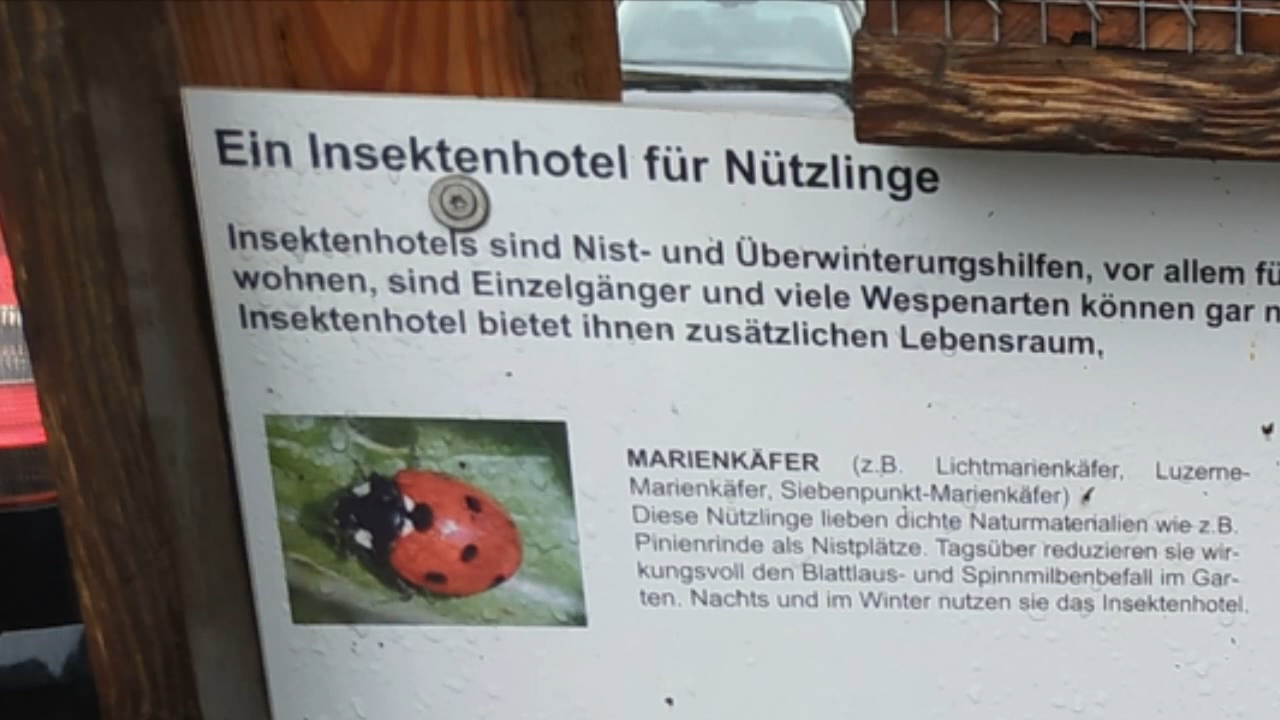 Ein Insektenhotel für Nützlinge
Insektenhotels sind Nist- und Überwinterungshilfen, vor allem
wohnen, sind Einzelgänger und viele Wespenarten können gar
Insektenhotel bietet ihnen zusätzlichen Lebensraum,
MARIENKÄFER (z.B. Lichtmarienkäfer, Luzerne-
Marienkäfer, Siebenpunkt-Marienkäfer)
Diese Nützlinge lieben dichte Naturmaterialien wie z.B.
Pinienrinde als Nistplätze. Tagsüber reduzieren sie wir-
kungsvoll den Blattlaus- und Spinnmilbenbefall im Gar-
ten. Nachts und im Winter nutzen sie das Insektenhotel.